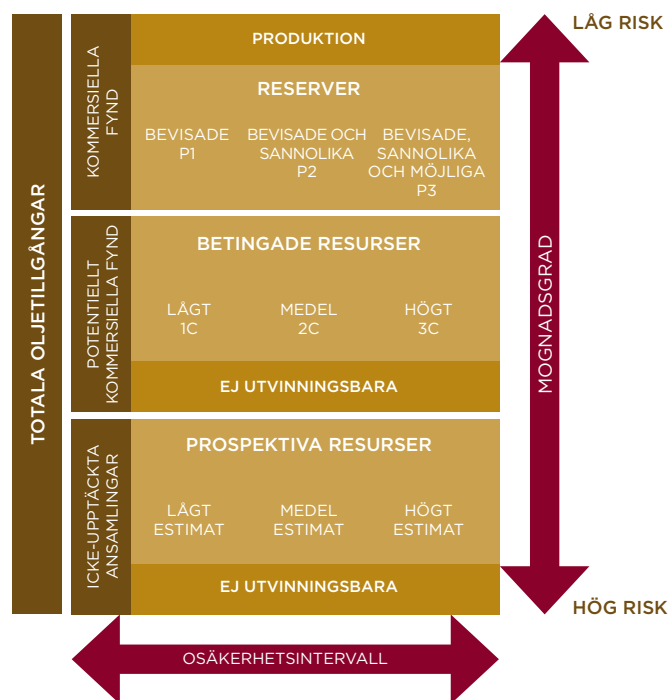 TOTALA OLJETILLGÅNGAR
KOMMERSIELLA
FYND
PRODUKTION
RESERVER
BEVISADE
P1
BEVISADE OCH
SANNOLIKA
P2
BEVISADE,
SANNOLIKA
OCH MÖJLIGA
P3
POTENTIELLT
KOMMERSIELLA FYND
BETINGADE RESURSER
LÅGT
1C
MEDEL
2C
HÖGT
3C
EJ UTVINNINGSBARA
ICKE-UPPTÄCKTA
ANSAMLINGAR
PROSPEKTIVA RESURSER
LÅGT
ESTIMAT
MEDEL
ESTIMAT
HÖGT
ESTIMAT
EJ UTVINNINGSBARA
LÅG RISK
MOGNADSGRAD
HÖG RISK
OSÄKERHETSINTERVALL